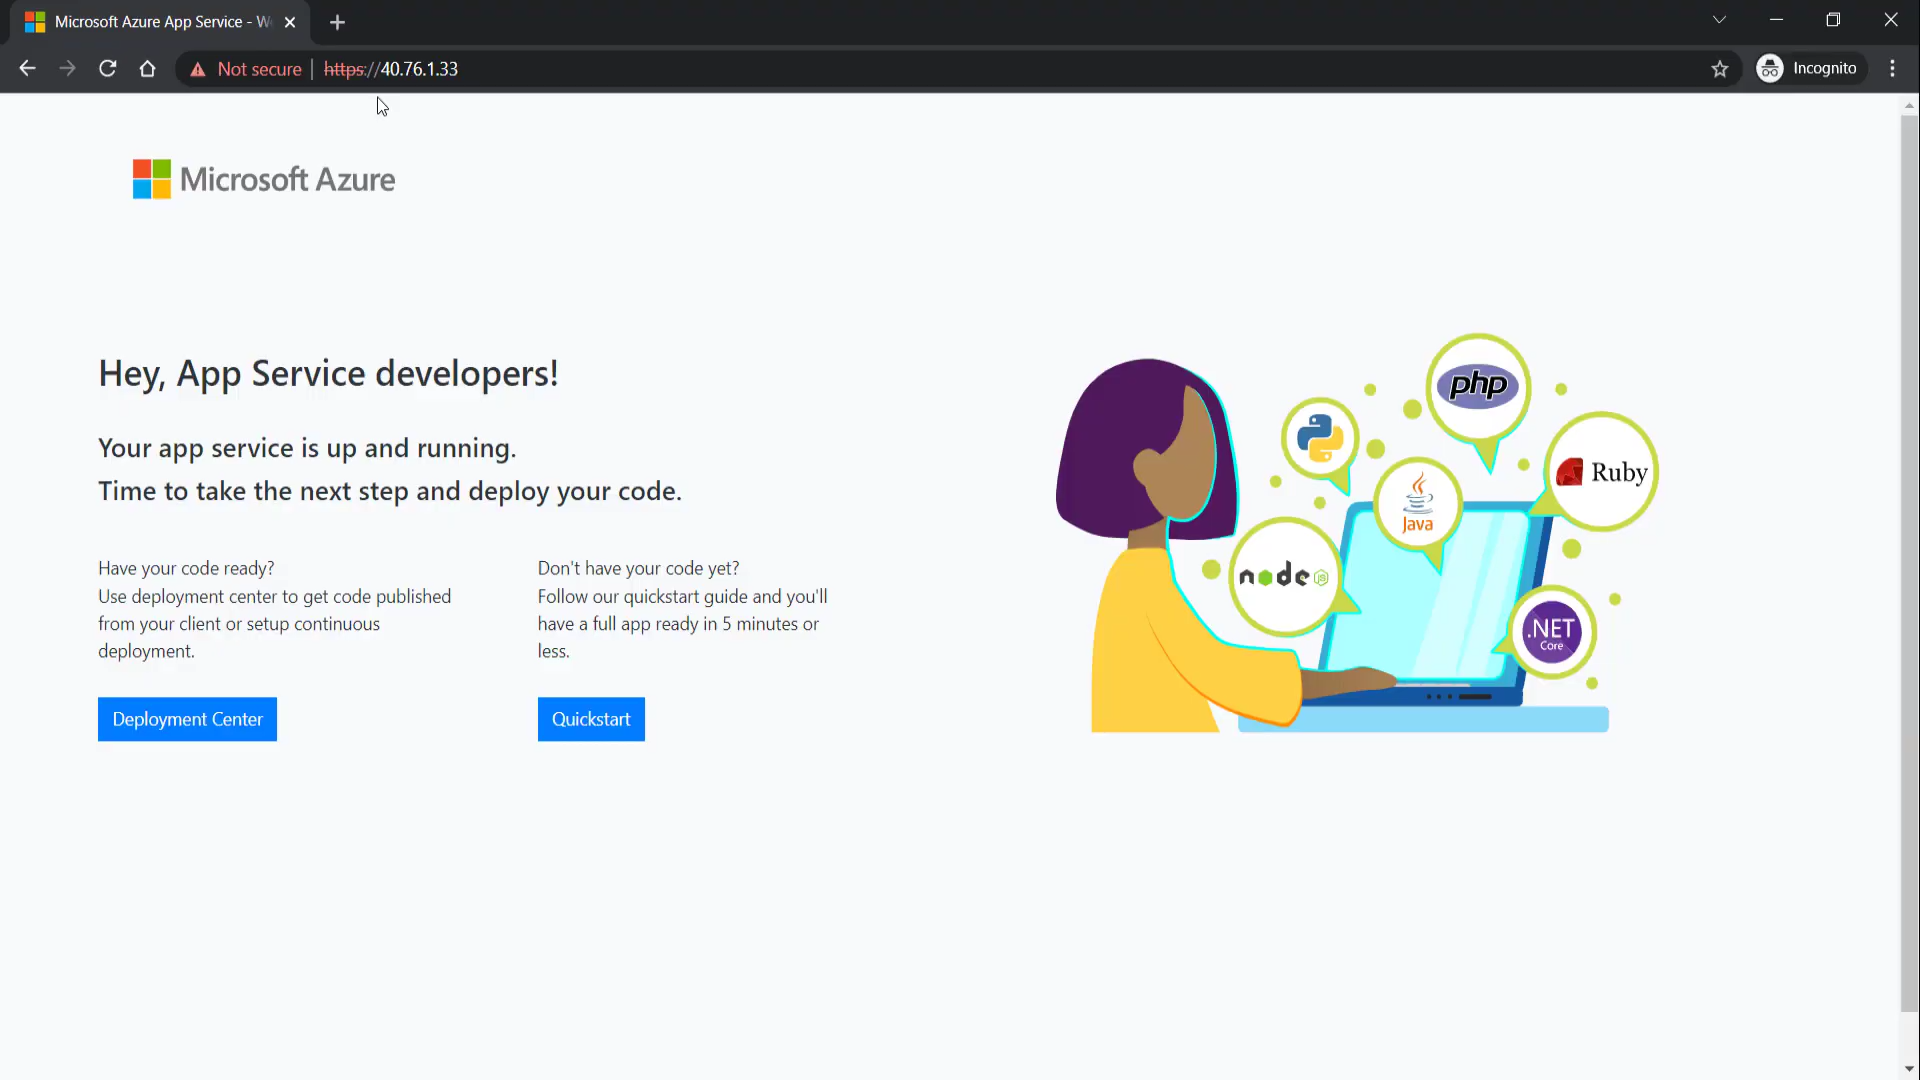 Microsoft Azure App Service - W
Not secure
https://40.76.1.33
Incognito
Microsoft Azure
Hey, App Service developers!
Your app service is up and running.
Time to take the next step and deploy your code.
Have your code ready?
Use deployment center to get code published
from your client or setup continuous
deployment.
Deployment Center
Don't have your code yet?
Follow our quickstart guide and you'll
have a full app ready in 5 minutes or
less.
Quickstart
php
Ruby
Java
node
JS
.NET
Core